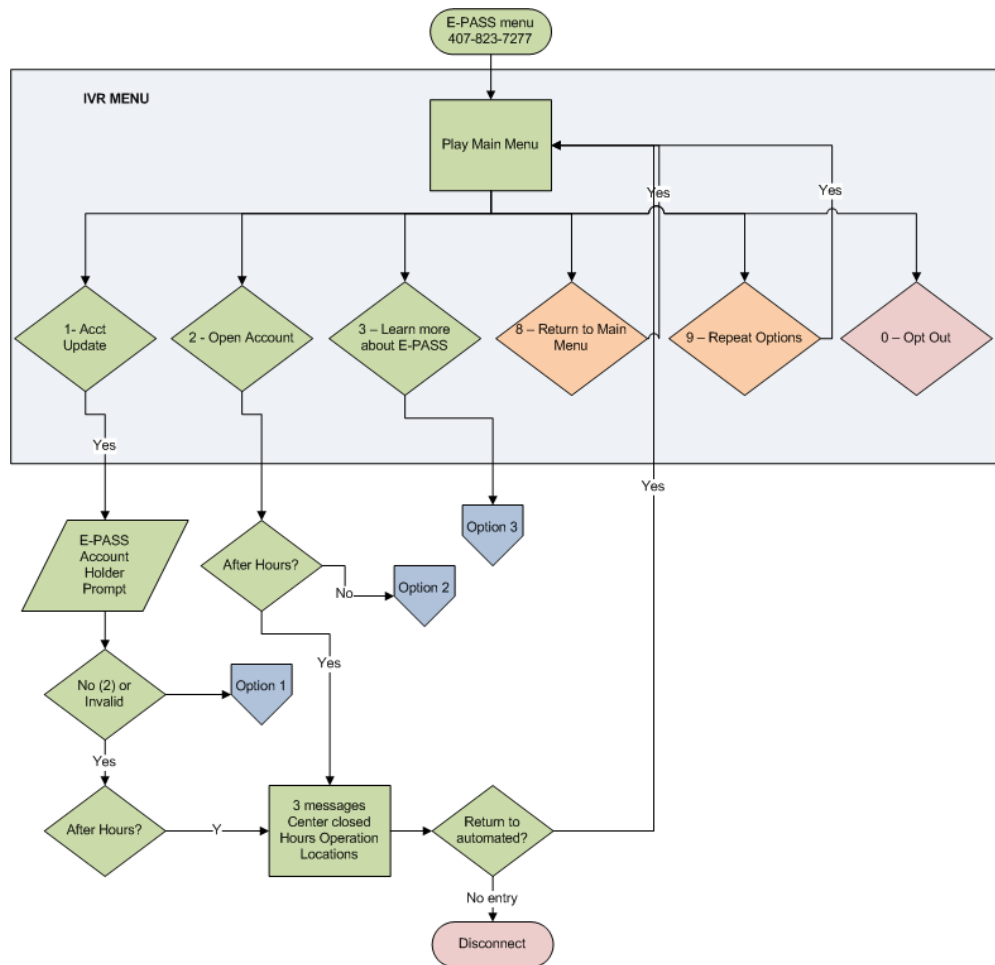 E-PASS menu
407-823-7277
IVR MENU
Play Main Menu
Yes
Yes
1- Acct
Update
2 - Open Account
3 – Learn more
about E-PASS
8 – Return to Main
Menu
9 – Repeat Options
0 – Opt Out
Yes
Yes
E-PASS
Account
Holder
Prompt
After Hours?
No
Option 2
Option 3
No (2) or
Invalid
Option 1
Yes
Yes
After Hours?
Y
3 messages
Center closed
Hours Operation
Locations
Return to
automated?
No entry
Disconnect